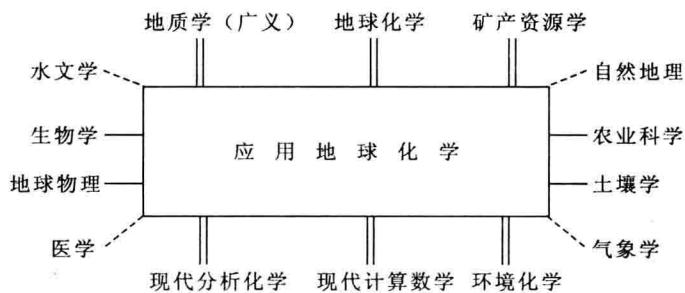 地质学（广义） 地球化学 矿产资源学
水文学 自然地理
生物学 应用地球化学 农业科学
地球物理 土壤学
医学 气象学
现代分析化学 现代计算数学 环境化学